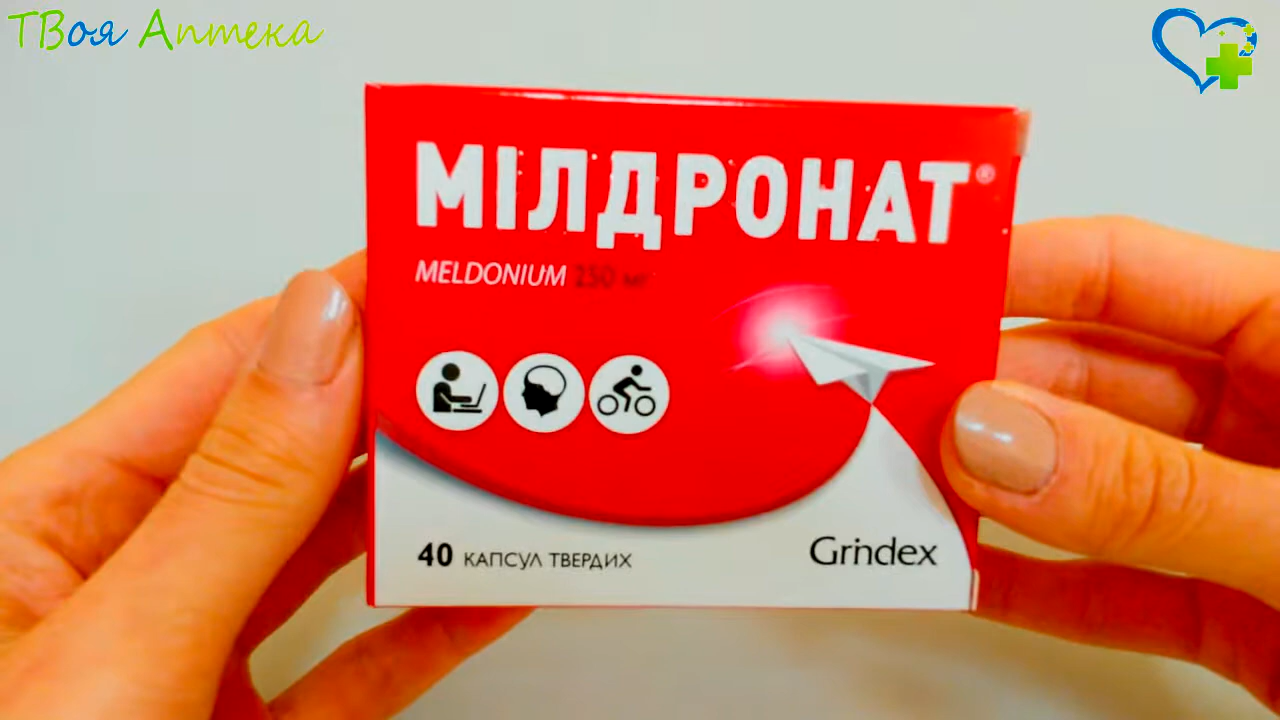 ТВоя Аптека
МІЛДРОНАТ®
MELDONIUM 250 мг
40 КАПСУЛ ТВЕРДИХ
Grindex